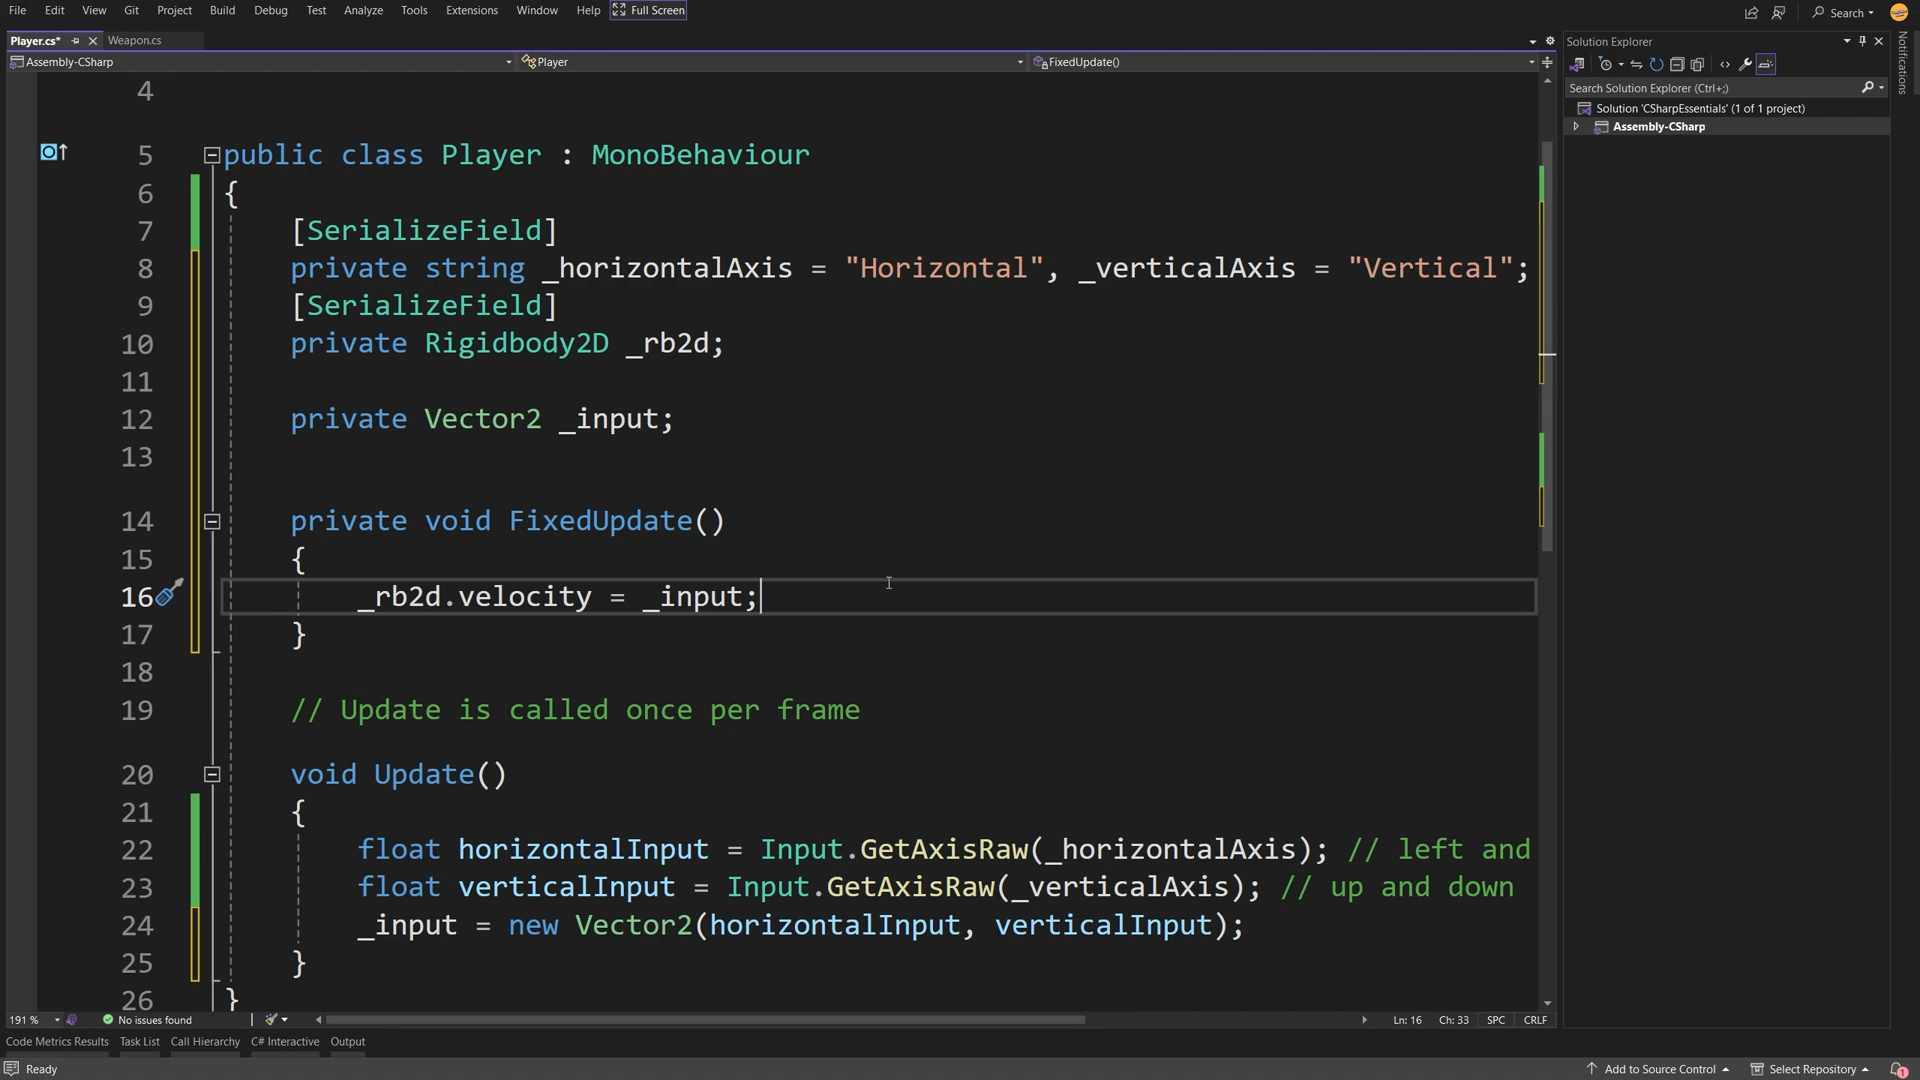 File Edit View Git Project Build Debug Test Analyze Tools Extensions Window Help Full Screen Search
Player.cs* Weapon.cs
Assembly-CSharp Player FixedUpdate()
4
5 public class Player : MonoBehaviour
6 {
7 [SerializeField]
8 private string _horizontalAxis = "Horizontal", _verticalAxis = "Vertical";
9 [SerializeField]
10 private Rigidbody2D _rb2d;
11
12 private Vector2 _input;
13
14 private void FixedUpdate()
15 {
16 _rb2d.velocity = _input;
17 }
18
19 // Update is called once per frame
20 void Update()
21 {
22 float horizontalInput = Input.GetAxisRaw(_horizontalAxis); // left and
23 float verticalInput = Input.GetAxisRaw(_verticalAxis); // up and down
24 _input = new Vector2(horizontalInput, verticalInput);
25 }
26 }
191 % No issues found Ln: 16 Ch: 33 SPC CRLF
Code Metrics Results Task List Call Hierarchy C# Interactive Output
Ready Add to Source Control Select Repository 1
Solution Explorer
Search Solution Explorer (Ctrl+;)
Solution 'CSharpEssentials' (1 of 1 project)
Assembly-CSharp
Notifications